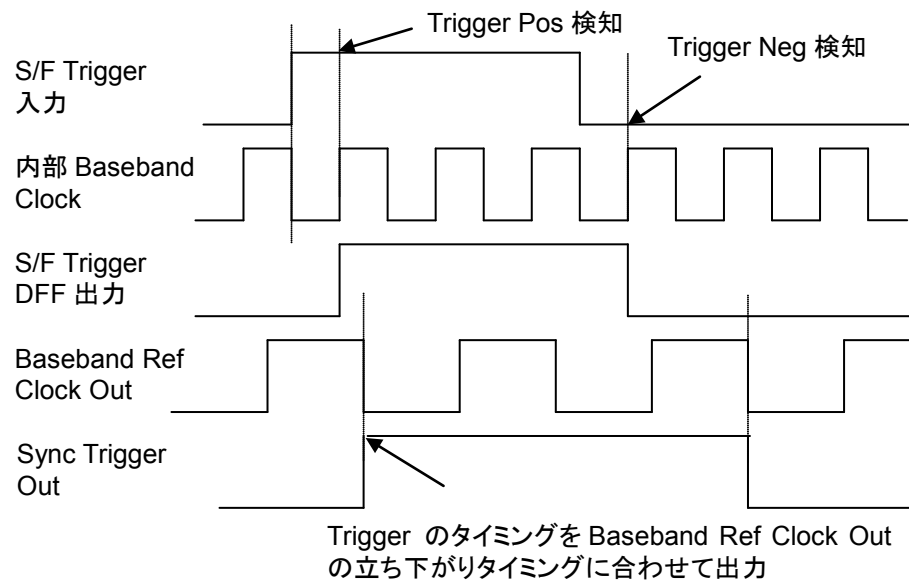 Trigger Pos 検知
Trigger Neg 検知
S/F Trigger
入力
内部 Baseband
Clock
S/F Trigger
DFF 出力
Baseband Ref
Clock Out
Sync Trigger
Out
Trigger のタイミングを Baseband Ref Clock Out
の立ち下がりタイミングに合わせて出力